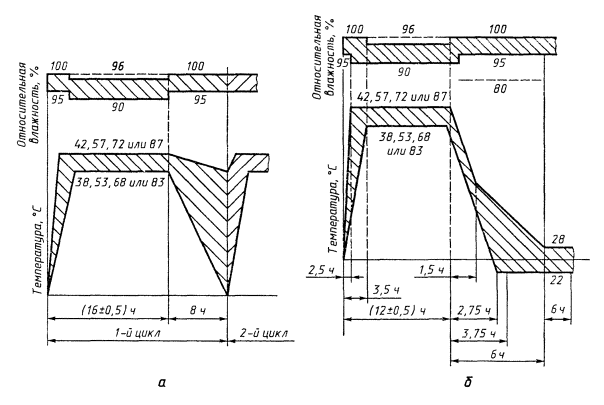 Относительная
влажность, %
100
96
100
95
90
95
42, 57, 72 или 87
38, 53, 68 или 83
Температура, °С
(16±0,5) ч
8 ч
1-й цикл
2-й цикл
а
Относительная
влажность, %
100
96
100
95
90
95
80
42, 57, 72 или 87
38, 53, 68
или 83
Температура, °С
28
22
2,5 ч
1,5 ч
3,5 ч
(12±0,5) ч
2,75 ч
6 ч
3,75 ч
6 ч
б